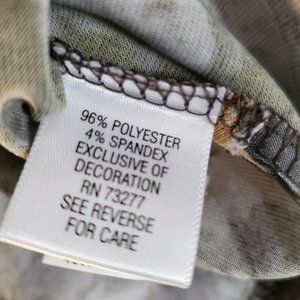 96% POLYESTER
4% SPANDEX
EXCLUSIVE OF
DECORATION
RN 73277
SEE REVERSE
FOR CARE